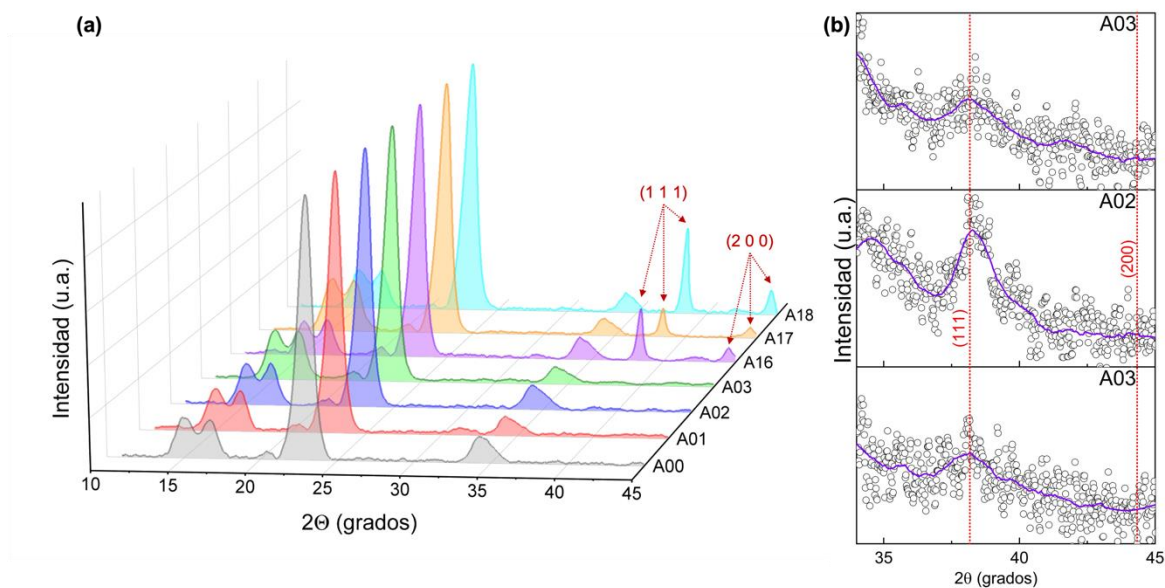 (a)
Intensidad (u.a.)
(1 1 1)
(2 0 0)
A18
A17
A16
A03
A02
A01
A00
10 15 20 25 30 35 40 45
2Θ (grados)
(b)
Intensidad (u.a.)
A03
A02
(111)
(200)
A03
35 40 45
2θ (grados)